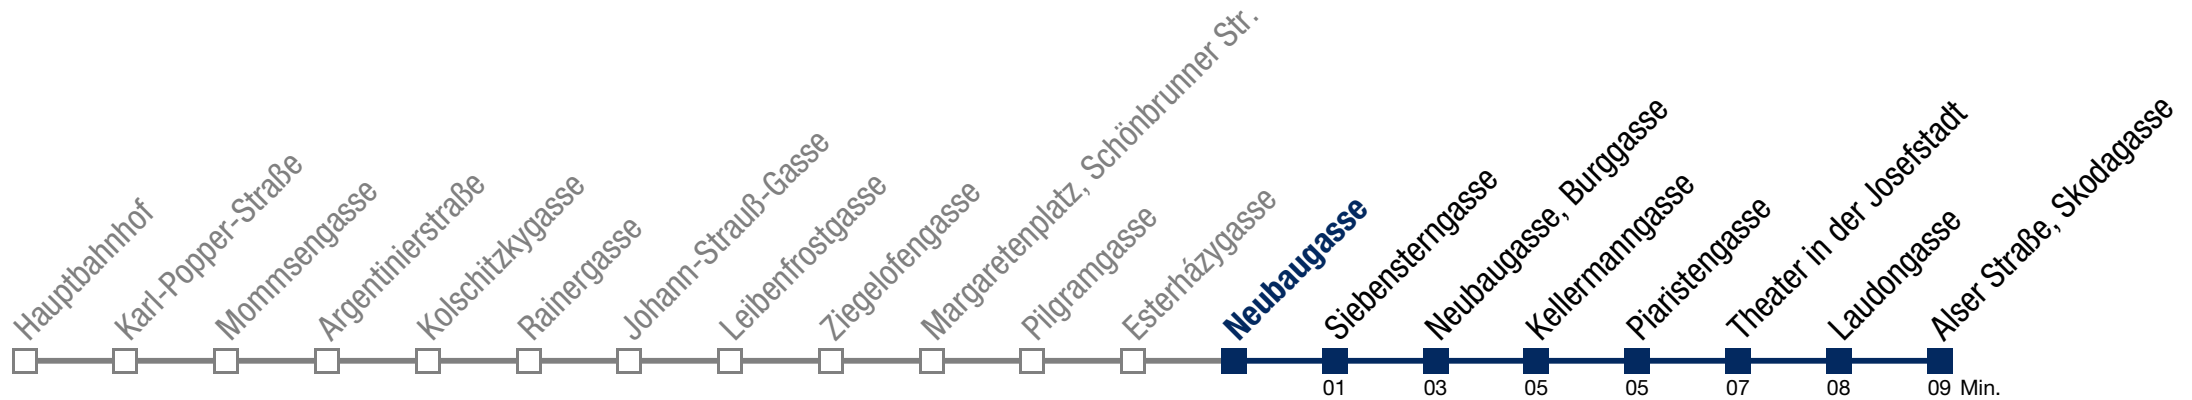 Hauptbahnhof
Karl-Popper-Straße
Mommsengasse
Argentinierstraße
Kolschitzkygasse
Rainergasse
Johann-Strauß-Gasse
Leibenfrostgasse
Ziegelofengasse
Margaretenplatz, Schönbrunner Str.
Pilgramgasse
Esterházygasse
Neubaugasse
Siebensterngasse
Neubaugasse, Burggasse
Kellermanngasse
Piaristengasse
Theater in der Josefstadt
Laudongasse
Alser Straße, Skodagasse
01 03 05 05 07 08 09 Min.